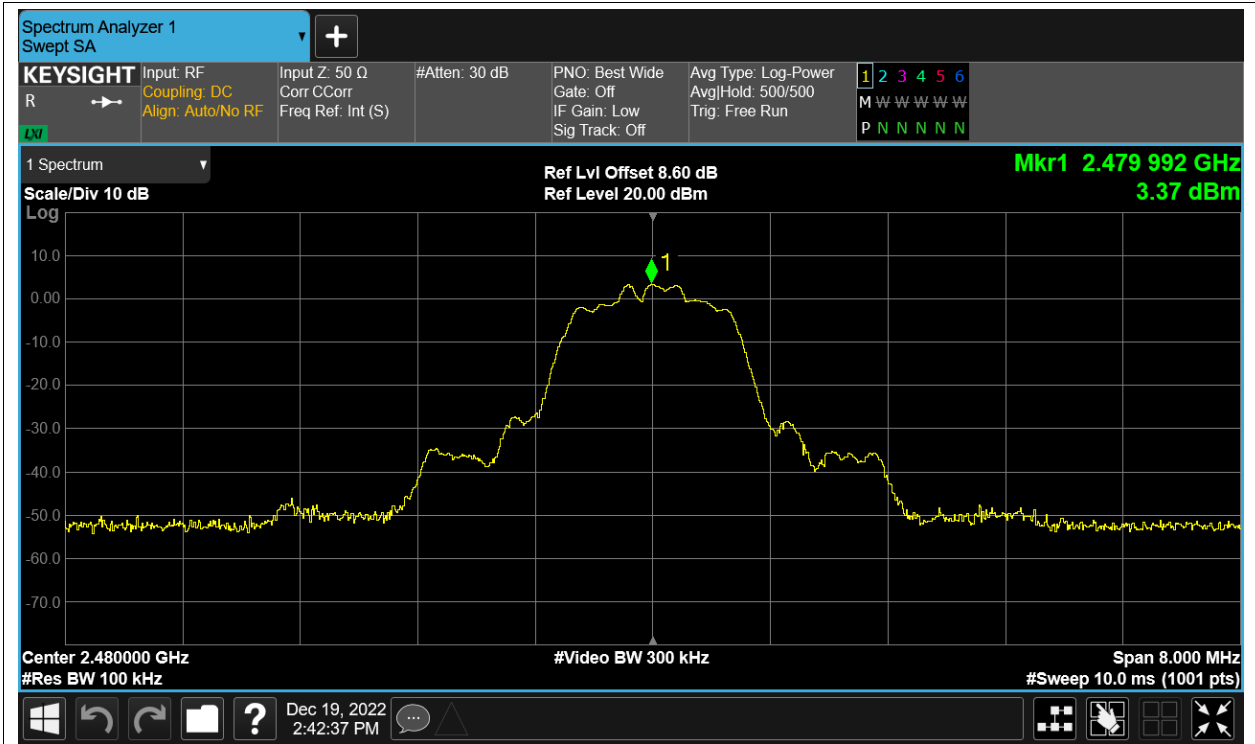 Spectrum Analyzer 1
Swept SA
KEYSIGHT
R
LXI
Input: RF
Coupling: DC
Align: Auto/No RF
Input Z: 50 Ω
Corr CCorr
Freq Ref: Int (S)
#Atten: 30 dB
PNO: Best Wide
Gate: Off
IF Gain: Low
Sig Track: Off
Avg Type: Log-Power
Avg|Hold: 500/500
Trig: Free Run
1 2 3 4 5 6
M W W W W W
P N N N N N
1 Spectrum
Scale/Div 10 dB
Log
Ref Lvl Offset 8.60 dB
Ref Level 20.00 dBm
Mkr1 2.479 992 GHz
3.37 dBm
1
10.0
0.00
-10.0
-20.0
-30.0
-40.0
-50.0
-60.0
-70.0
Center 2.480000 GHz
#Res BW 100 kHz
#Video BW 300 kHz
Span 8.000 MHz
#Sweep 10.0 ms (1001 pts)
?
Dec 19, 2022
2:42:37 PM